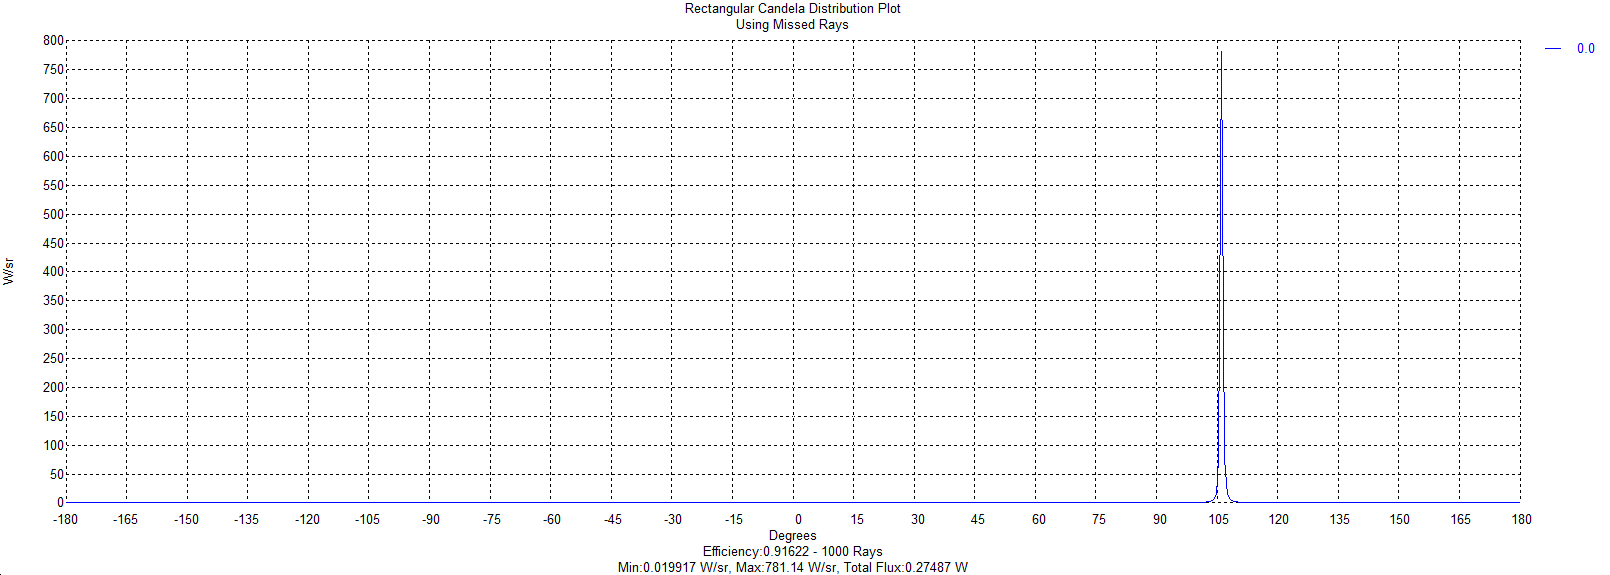 Rectangular Candela Distribution Plot
Using Missed Rays
800
750
700
650
600
550
500
450
400
350
300
250
200
150
100
50
0
W/sr
-180 -165 -150 -135 -120 -105 -90 -75 -60 -45 -30 -15 0 15 30 45 60 75 90 105 120 135 150 165 180
Degrees
Efficiency:0.91622 - 1000 Rays
Min:0.019917 W/sr, Max:781.14 W/sr, Total Flux:0.27487 W
0.0